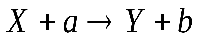 X + a → Y + b